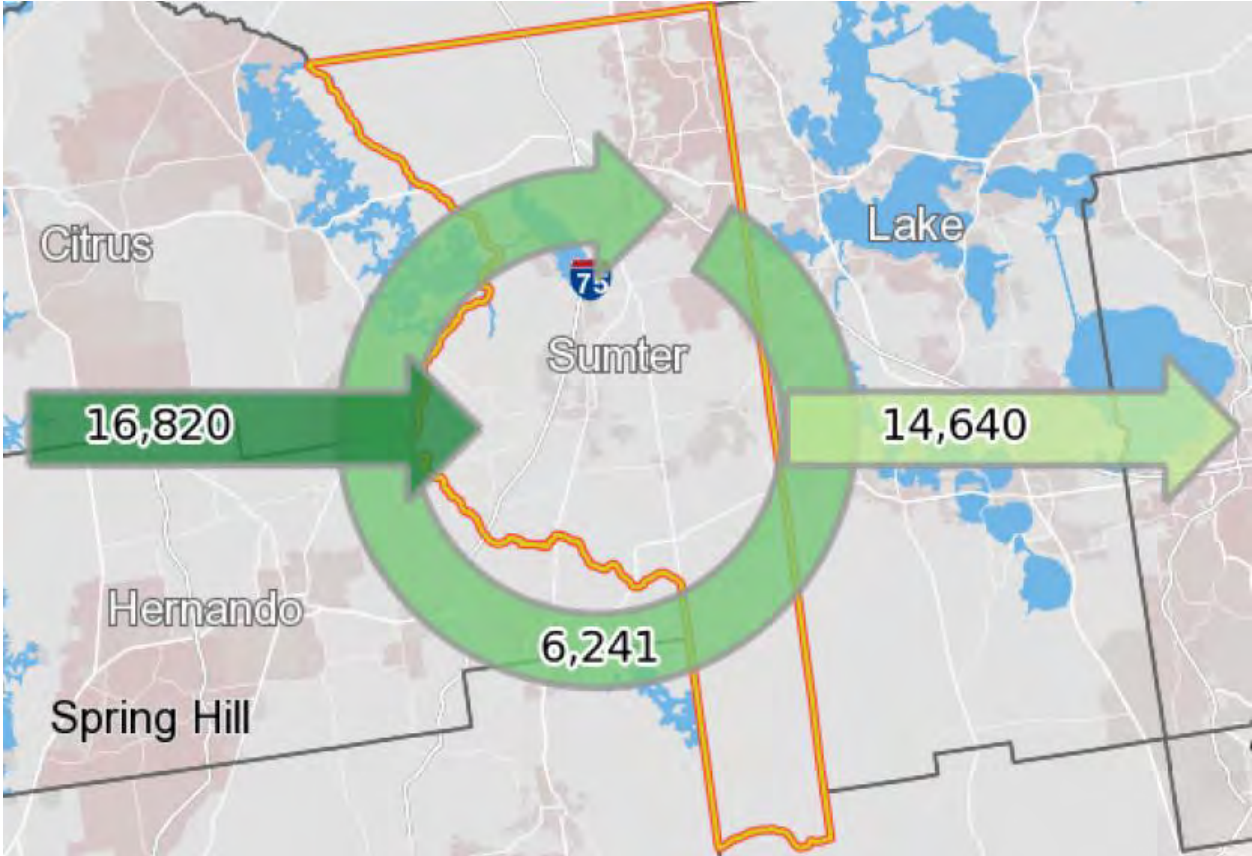 Citrus
Lake
75
Sumter
16,820
14,640
Hernando
6,241
Spring Hill